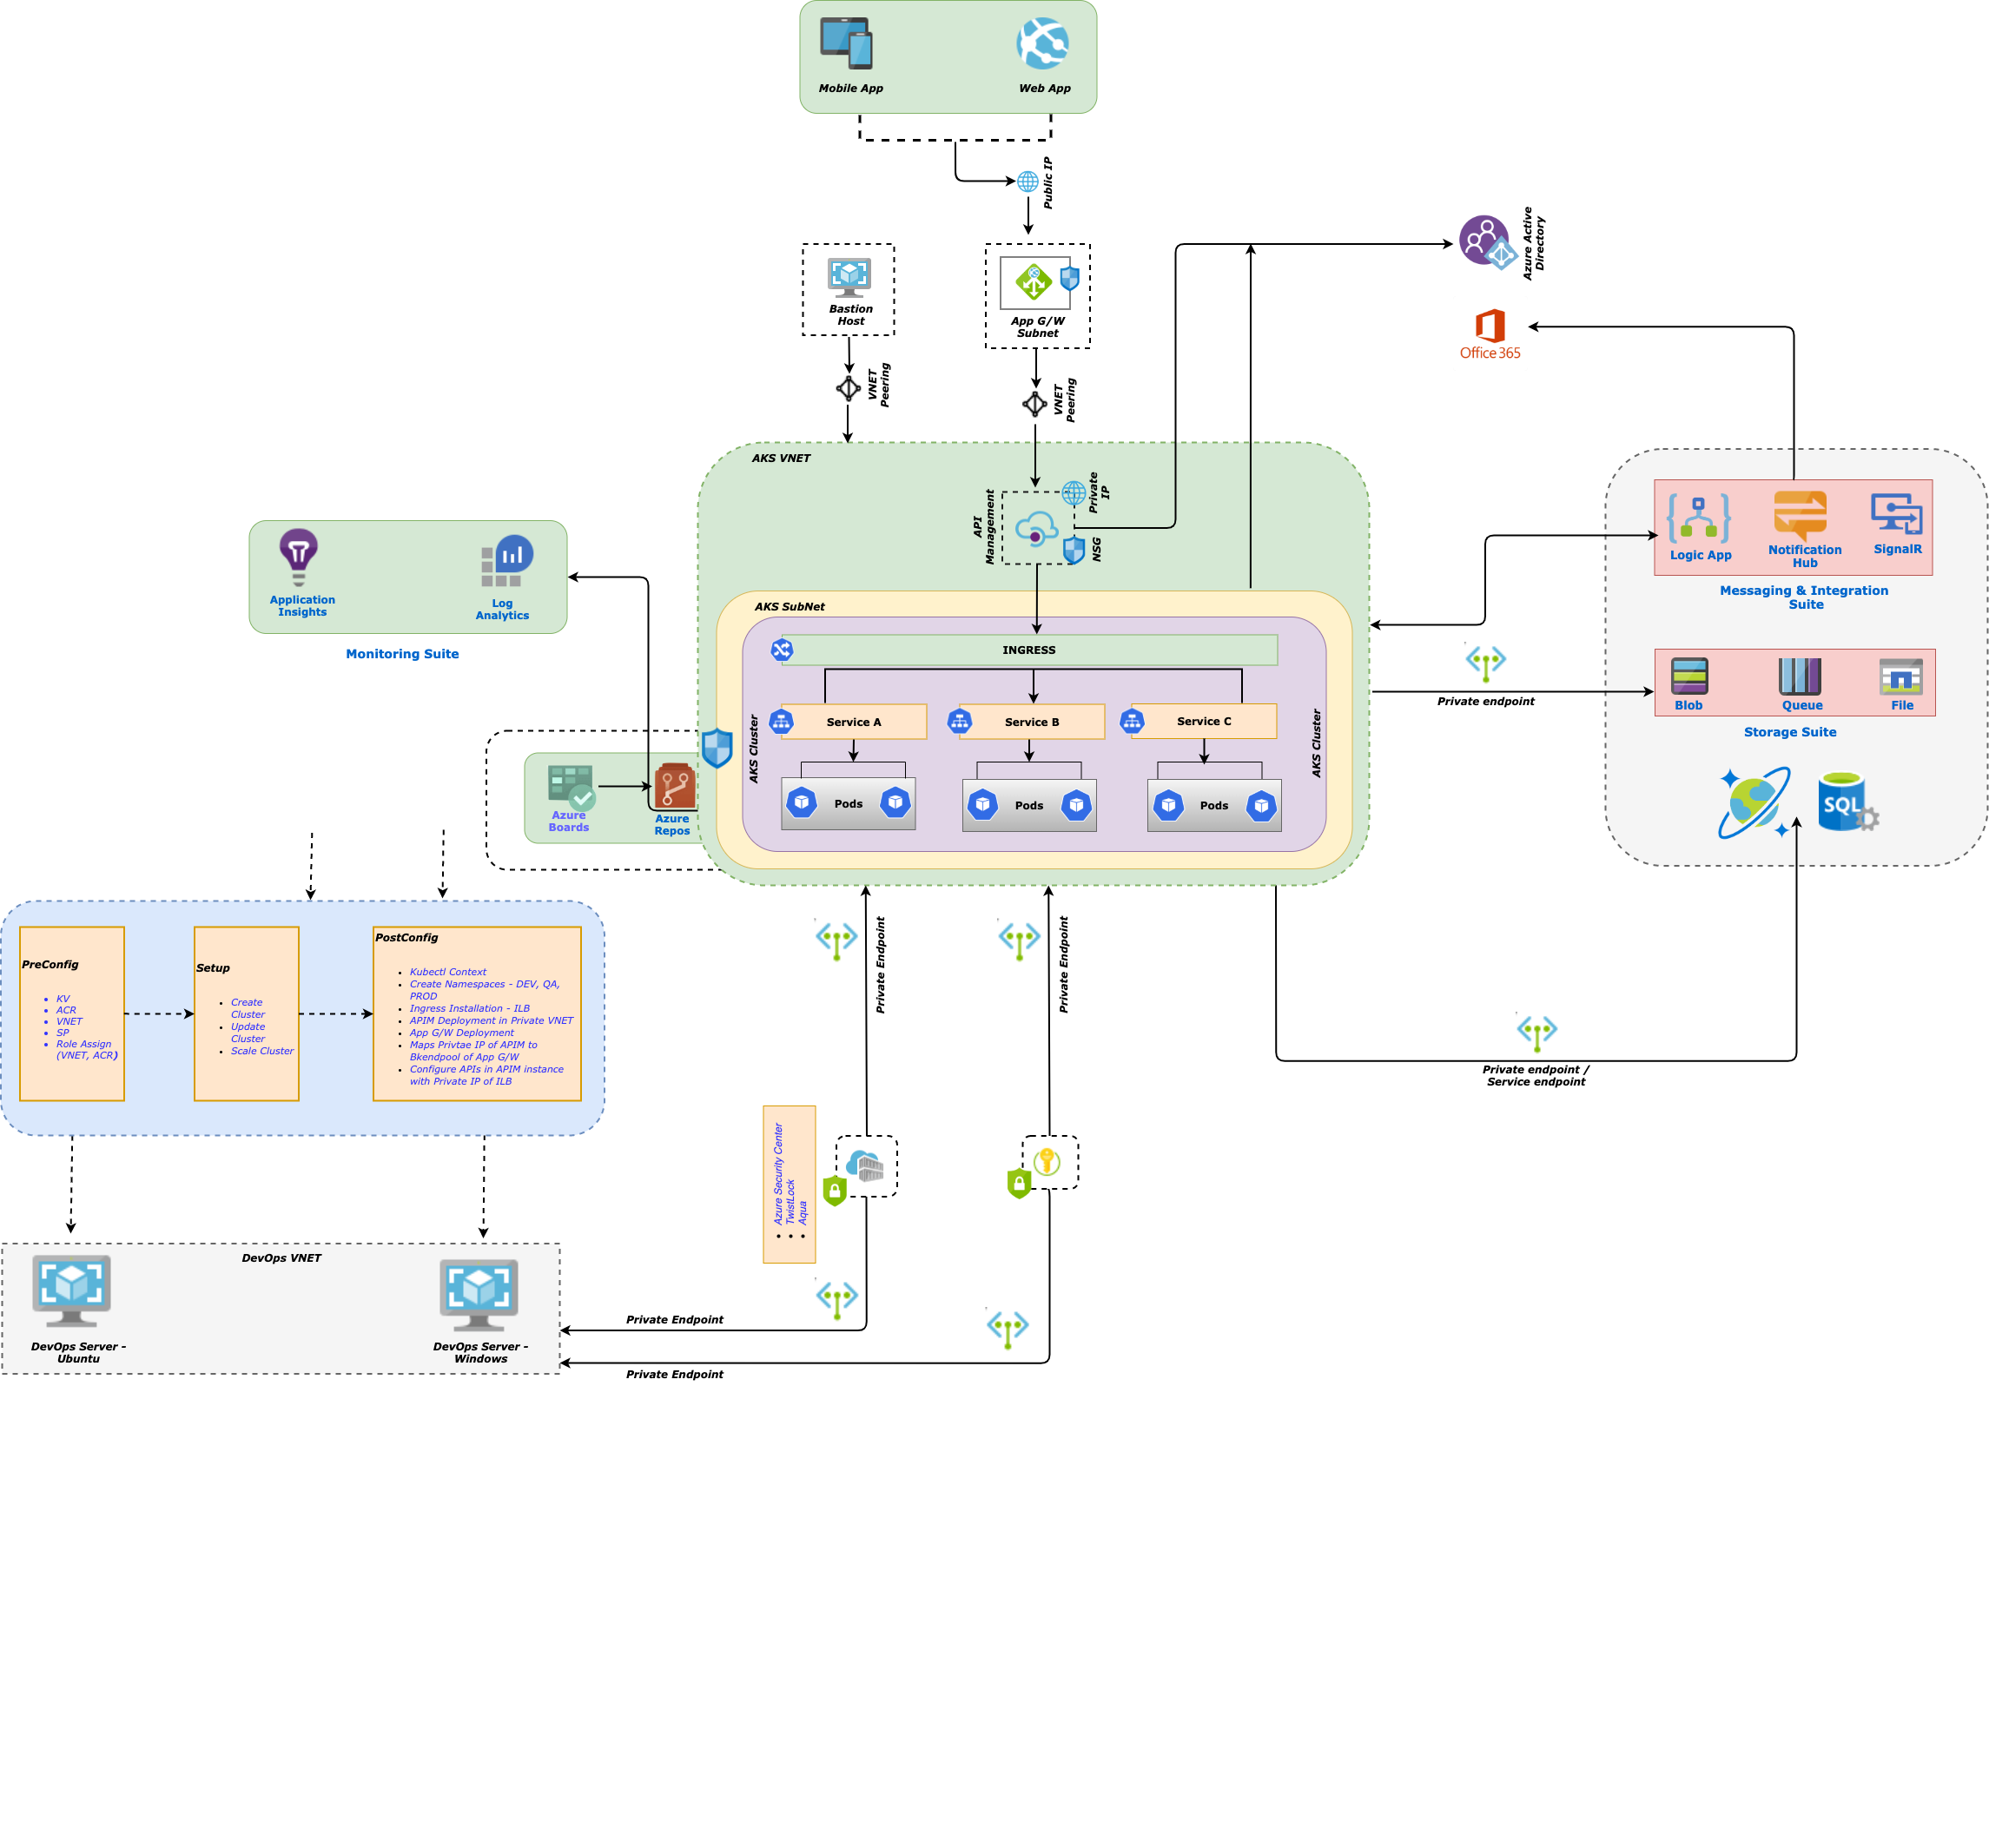 Mobile App
Web App
Public IP
Bastion
Host
App G/W
Subnet
Azure Active
Directory
Office 365
VNET
Peering
VNET
Peering
AKS VNET
API
Management
Private
IP
NSG
Application
Insights
Log
Analytics
Monitoring Suite
Logic App
Notification
Hub
SignalR
Messaging & Integration
Suite
AKS SubNet
INGRESS
AKS Cluster
AKS Cluster
Service A
Service B
Service C
Pods
Pods
Pods
Private endpoint
Blob
Queue
File
Storage Suite
SQL
Azure
Boards
Azure
Repos
PreConfig
• KV
• ACR
• VNET
• SP
• Role Assign
(VNET, ACR)
Setup
• Create
Cluster
• Update
Cluster
• Scale Cluster
PostConfig
• Kubectl Context
• Create Namespaces - DEV, QA,
PROD
• Ingress Installation - ILB
• APIM Deployment in Private VNET
• App G/W Deployment
• Maps Privtae IP of APIM to
Bkendpool of App G/W
• Configure APIs in APIM instance
with Private IP of ILB
Private Endpoint
Private Endpoint
Private endpoint /
Service endpoint
• Azure Security Center
• TwistLock
• Aqua
DevOps VNET
DevOps Server -
Ubuntu
DevOps Server -
Windows
Private Endpoint
Private Endpoint